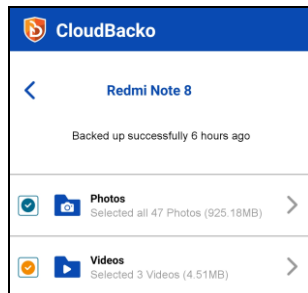 CloudBacko
Redmi Note 8
Backed up successfully 6 hours ago
Photos
Selected all 47 Photos (925.18MB)
Videos
Selected 3 Videos (4.51MB)